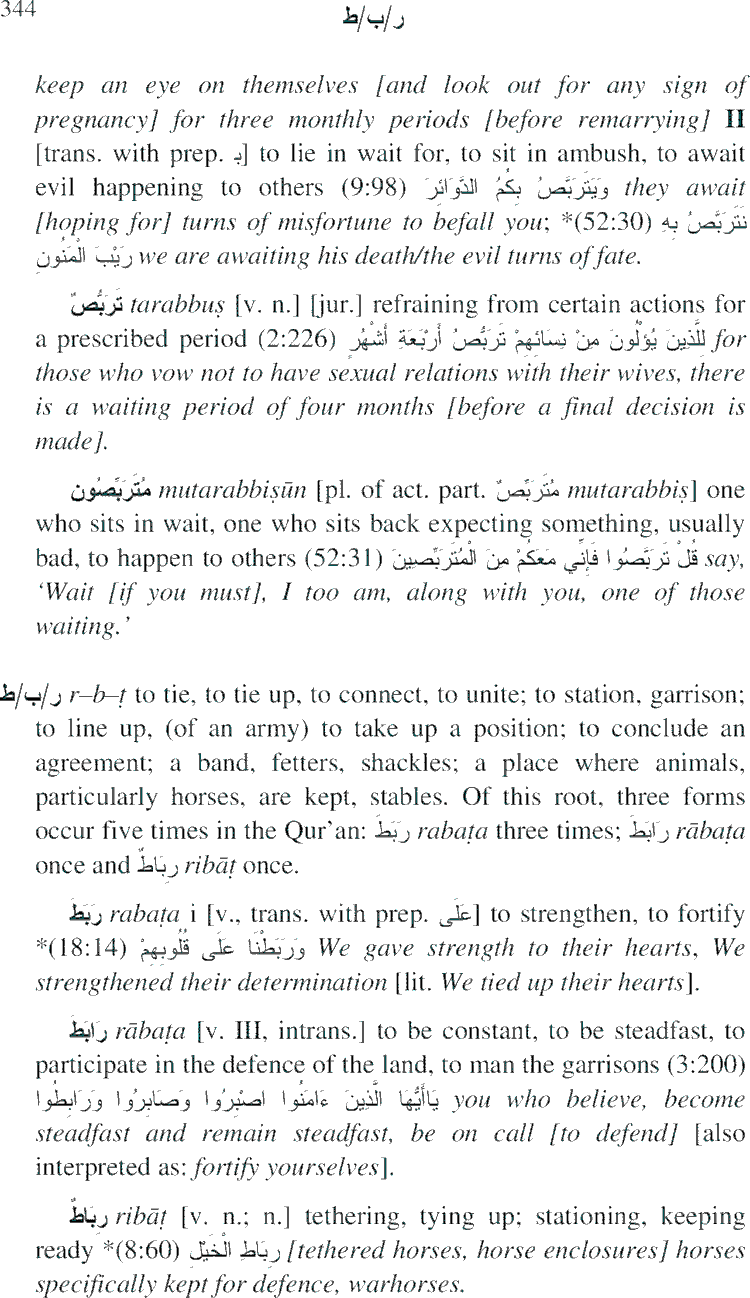 344
ر/ب/ط
keep an eye on themselves [and look out for any sign of
pregnancy] for three monthly periods [before remarrying] II
[trans. with prep. بـ] to lie in wait for, to sit in ambush, to await
evil happening to others (9:98) وَيَتَرَبَّصُ بِكُمُ الدَّوَائِرَ they await
[hoping for] turns of misfortune to befall you; *(52:30) نَتَرَبَّصُ بِهِ
رَيْبَ الْمَنُونِ we are awaiting his death/the evil turns of fate.
تَرَبُّصٌ tarabbuṣ [v. n.] [jur.] refraining from certain actions for
a prescribed period (2:226) لِلَّذِينَ يُؤْلُونَ مِنْ نِسَائِهِمْ تَرَبُّصُ أَرْبَعَةِ أَشْهُرٍ for
those who vow not to have sexual relations with their wives, there
is a waiting period of four months [before a final decision is
made].
مُتَرَبِّصُون mutarabbiṣūn [pl. of act. part. مُتَرَبِّصٌ mutarabbiṣ] one
who sits in wait, one who sits back expecting something, usually
bad, to happen to others (52:31) قُلْ تَرَبَّصُوا فَإِنِّي مَعَكُمْ مِنَ الْمُتَرَبِّصِينَ say,
‘Wait [if you must], I too am, along with you, one of those
waiting.’
ر/ب/ط r–b–ṭ to tie, to tie up, to connect, to unite; to station, garrison;
to line up, (of an army) to take up a position; to conclude an
agreement; a band, fetters, shackles; a place where animals,
particularly horses, are kept, stables. Of this root, three forms
occur five times in the Qur’an: رَبَطَ rabaṭa three times; رَابَطَ rābaṭa
once and رِبَاطٌ ribāṭ once.
رَبَطَ rabaṭa i [v., trans. with prep. عَلَى] to strengthen, to fortify
*(18:14) وَرَبَطْنَا عَلَى قُلُوبِهِمْ We gave strength to their hearts, We
strengthened their determination [lit. We tied up their hearts].
رَابَطَ rābaṭa [v. III, intrans.] to be constant, to be steadfast, to
participate in the defence of the land, to man the garrisons (3:200)
يَاأَيُّهَا الَّذِينَ ءَامَنُوا اصْبِرُوا وَصَابِرُوا وَرَابِطُوا you who believe, become
steadfast and remain steadfast, be on call [to defend] [also
interpreted as: fortify yourselves].
رِبَاطٌ ribāṭ [v. n.; n.] tethering, tying up; stationing, keeping
ready *(8:60) رِبَاطِ الْخَيْلِ [tethered horses, horse enclosures] horses
specifically kept for defence, warhorses.